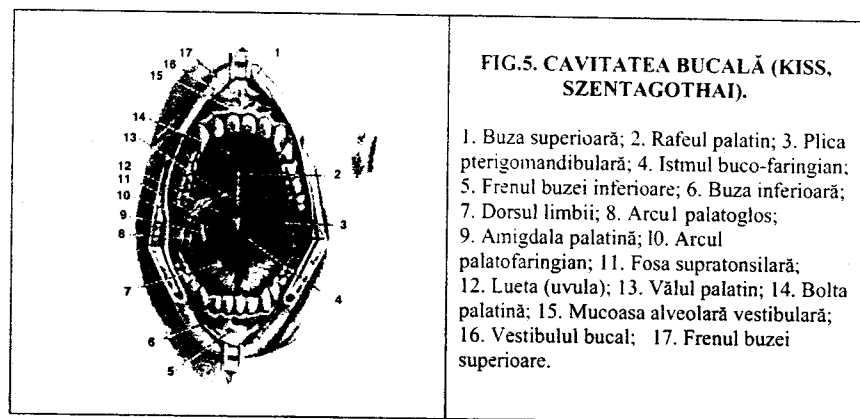 17
16
15
14
13
12
11
10
9
8
7
6
5
1
2
3
4
FIG.5. CAVITATEA BUCALĂ (KISS,
SZENTAGOTHAI).
1. Buza superioară; 2. Rafeul palatin; 3. Plica
pterigomandibulară; 4. Istmul buco-faringian;
5. Frenul buzei inferioare; 6. Buza inferioară;
7. Dorsul limbii; 8. Arcul palatoglos;
9. Amigdala palatină; 10. Arcul
palatofaringian; 11. Fosa supratonsilară;
12. Lueta (uvula); 13. Vălul palatin; 14. Bolta
palatină; 15. Mucoasa alveolară vestibulară;
16. Vestibulul bucal; 17. Frenul buzei
superioare.